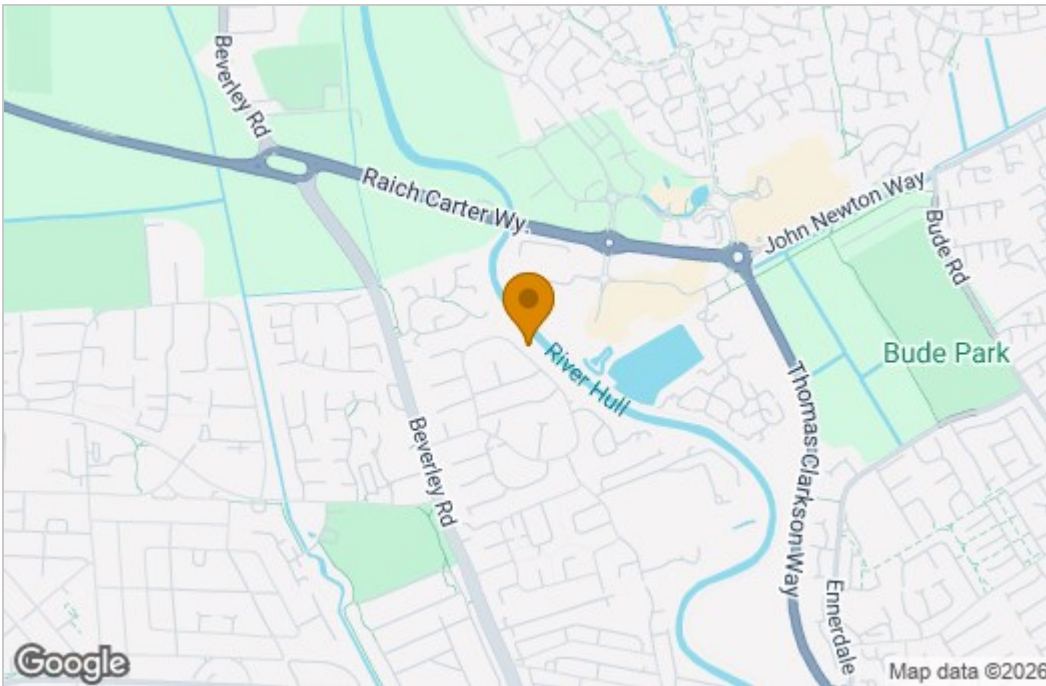 Beverley Rd
Raich Carter Wy.
John Newton Way
Bude Rd
River Hull
Bude Park
Thomas Clarkson Way
Beverley Rd
Ennerdale
Google
Map data ©2026